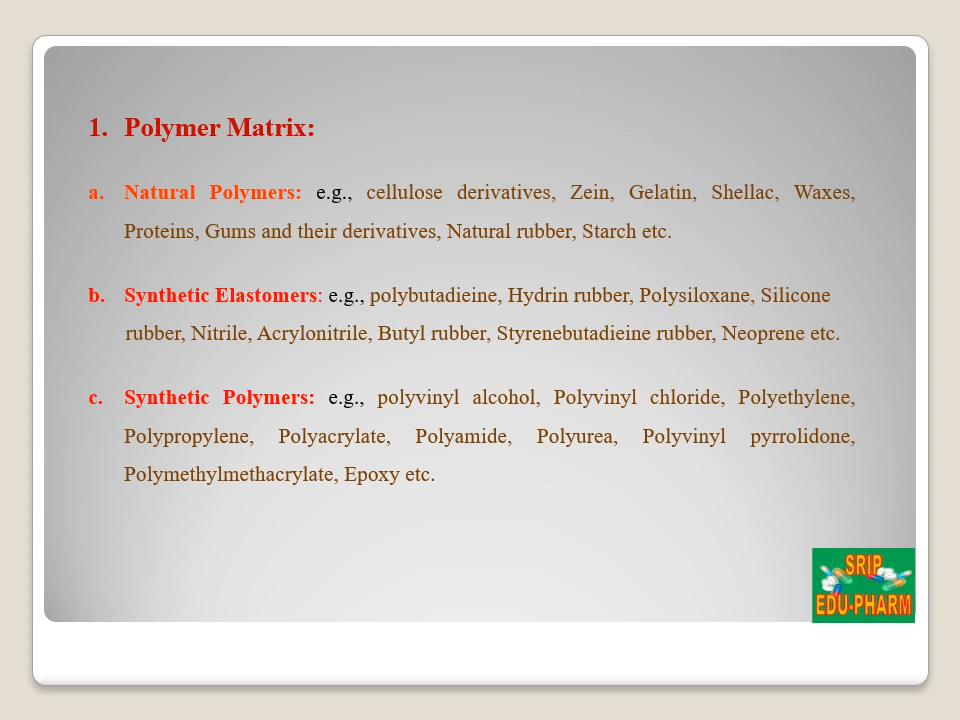 1. Polymer Matrix:
a. Natural Polymers: e.g., cellulose derivatives, Zein, Gelatin, Shellac, Waxes,
Proteins, Gums and their derivatives, Natural rubber, Starch etc.
b. Synthetic Elastomers: e.g., polybutadieine, Hydrin rubber, Polysiloxane, Silicone
rubber, Nitrile, Acrylonitrile, Butyl rubber, Styrenebutadieine rubber, Neoprene etc.
c. Synthetic Polymers: e.g., polyvinyl alcohol, Polyvinyl chloride, Polyethylene,
Polypropylene, Polyacrylate, Polyamide, Polyurea, Polyvinyl pyrrolidone,
Polymethylmethacrylate, Epoxy etc.
SRIP
EDU-PHARM